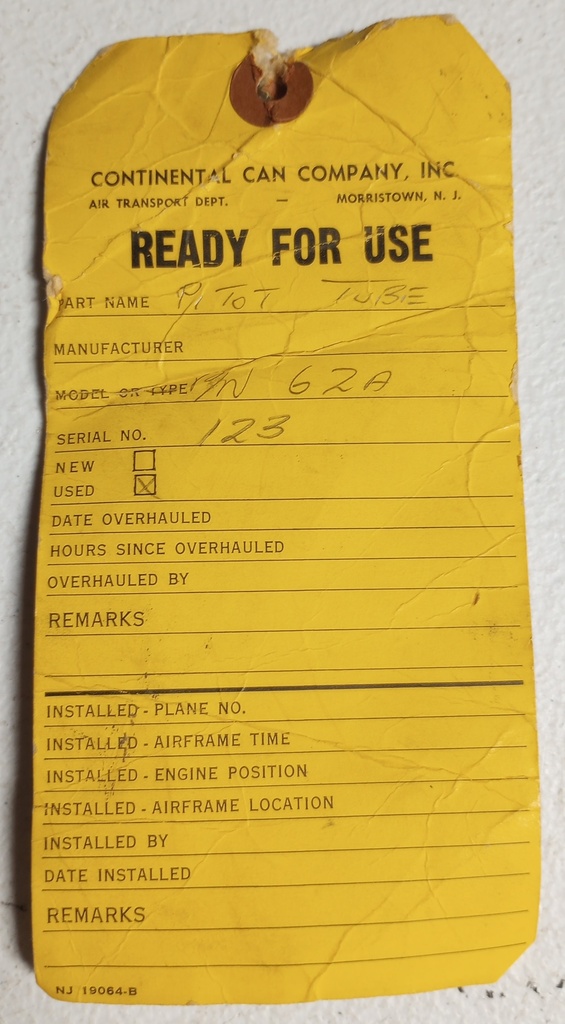 CONTINENTAL CAN COMPANY, INC
AIR TRANSPORT DEPT. — MORRISTOWN, N. J.
READY FOR USE
PART NAME PITOT TUBE
MANUFACTURER
MODEL OR TYPE P/N 62A
SERIAL NO. 123
NEW ☐
USED ☒
DATE OVERHAULED
HOURS SINCE OVERHAULED
OVERHAULED BY
REMARKS
INSTALLED - PLANE NO.
INSTALLED - AIRFRAME TIME
INSTALLED - ENGINE POSITION
INSTALLED - AIRFRAME LOCATION
INSTALLED BY
DATE INSTALLED
REMARKS
NJ 19064-B